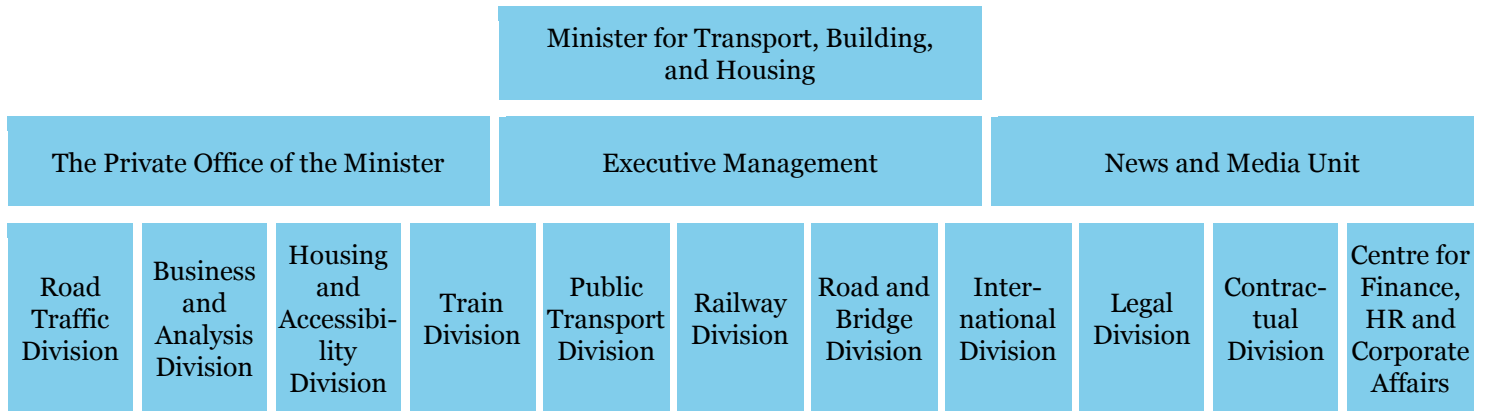 Minister for Transport, Building,
and Housing
The Private Office of the Minister
Executive Management
News and Media Unit
Road
Traffic
Division
Business
and
Analysis
Division
Housing
and
Accessibi-
lity
Division
Train
Division
Public
Transport
Division
Railway
Division
Road and
Bridge
Division
Inter-
national
Division
Legal
Division
Contrac-
tual
Division
Centre for
Finance,
HR and
Corporate
Affairs